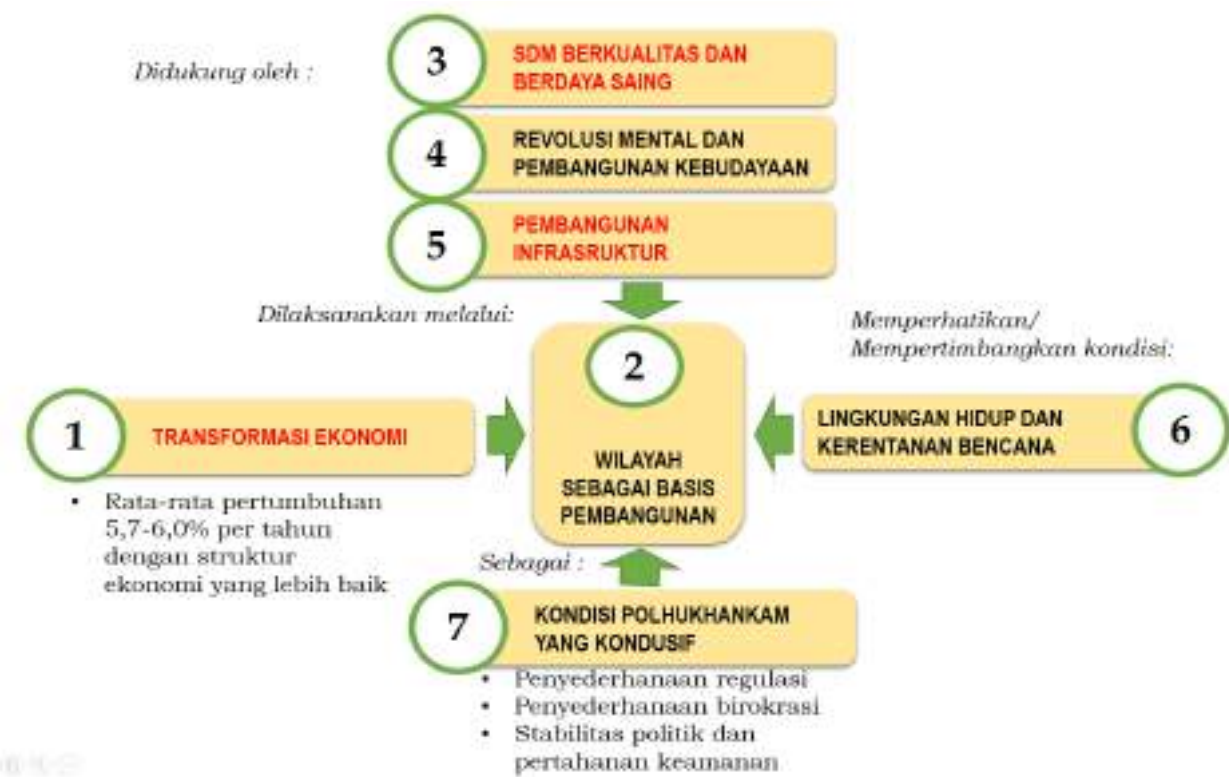 Didukung oleh :
3
SDM BERKUALITAS DAN
BERDAYA SAING
4
REVOLUSI MENTAL DAN
PEMBANGUNAN KEBUDAYAAN
5
PEMBANGUNAN
INFRASRUKTUR
Dilaksanakan melalui:
2
WILAYAH
SEBAGAI BASIS
PEMBANGUNAN
Memperhatikan/
Mempertimbangkan kondisi:
1
TRANSFORMASI EKONOMI
• Rata-rata pertumbuhan
5,7-6,0% per tahun
dengan struktur
ekonomi yang lebih baik
LINGKUNGAN HIDUP DAN
KERENTANAN BENCANA
6
Sebagai :
7
KONDISI POLHUKHANKAM
YANG KONDUSIF
• Penyederhanaan regulasi
• Penyederhanaan birokrasi
• Stabilitas politik dan
pertahanan keamanan